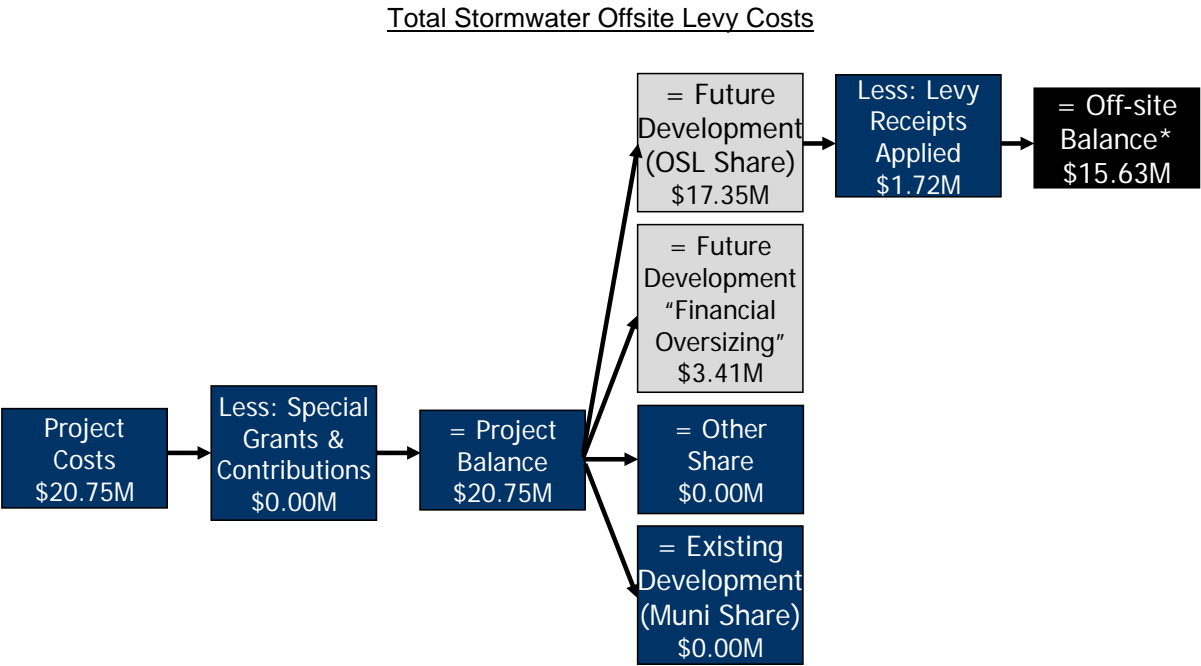 Total Stormwater Offsite Levy Costs
Project
Costs
$20.75M
Less: Special
Grants &
Contributions
$0.00M
= Project
Balance
$20.75M
= Future
Development
(OSL Share)
$17.35M
Less: Levy
Receipts
Applied
$1.72M
= Off-site
Balance*
$15.63M
= Future
Development
“Financial
Oversizing”
$3.41M
= Other
Share
$0.00M
= Existing
Development
(Muni Share)
$0.00M